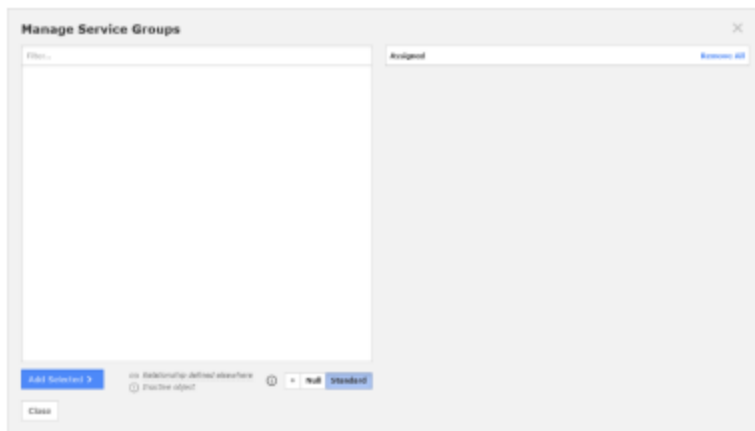 Manage Service Groups
Filter...
Assigned
Remove All
Add Selected >
Relationship defined elsewhere
Inactive object
+ Null Standard
Close